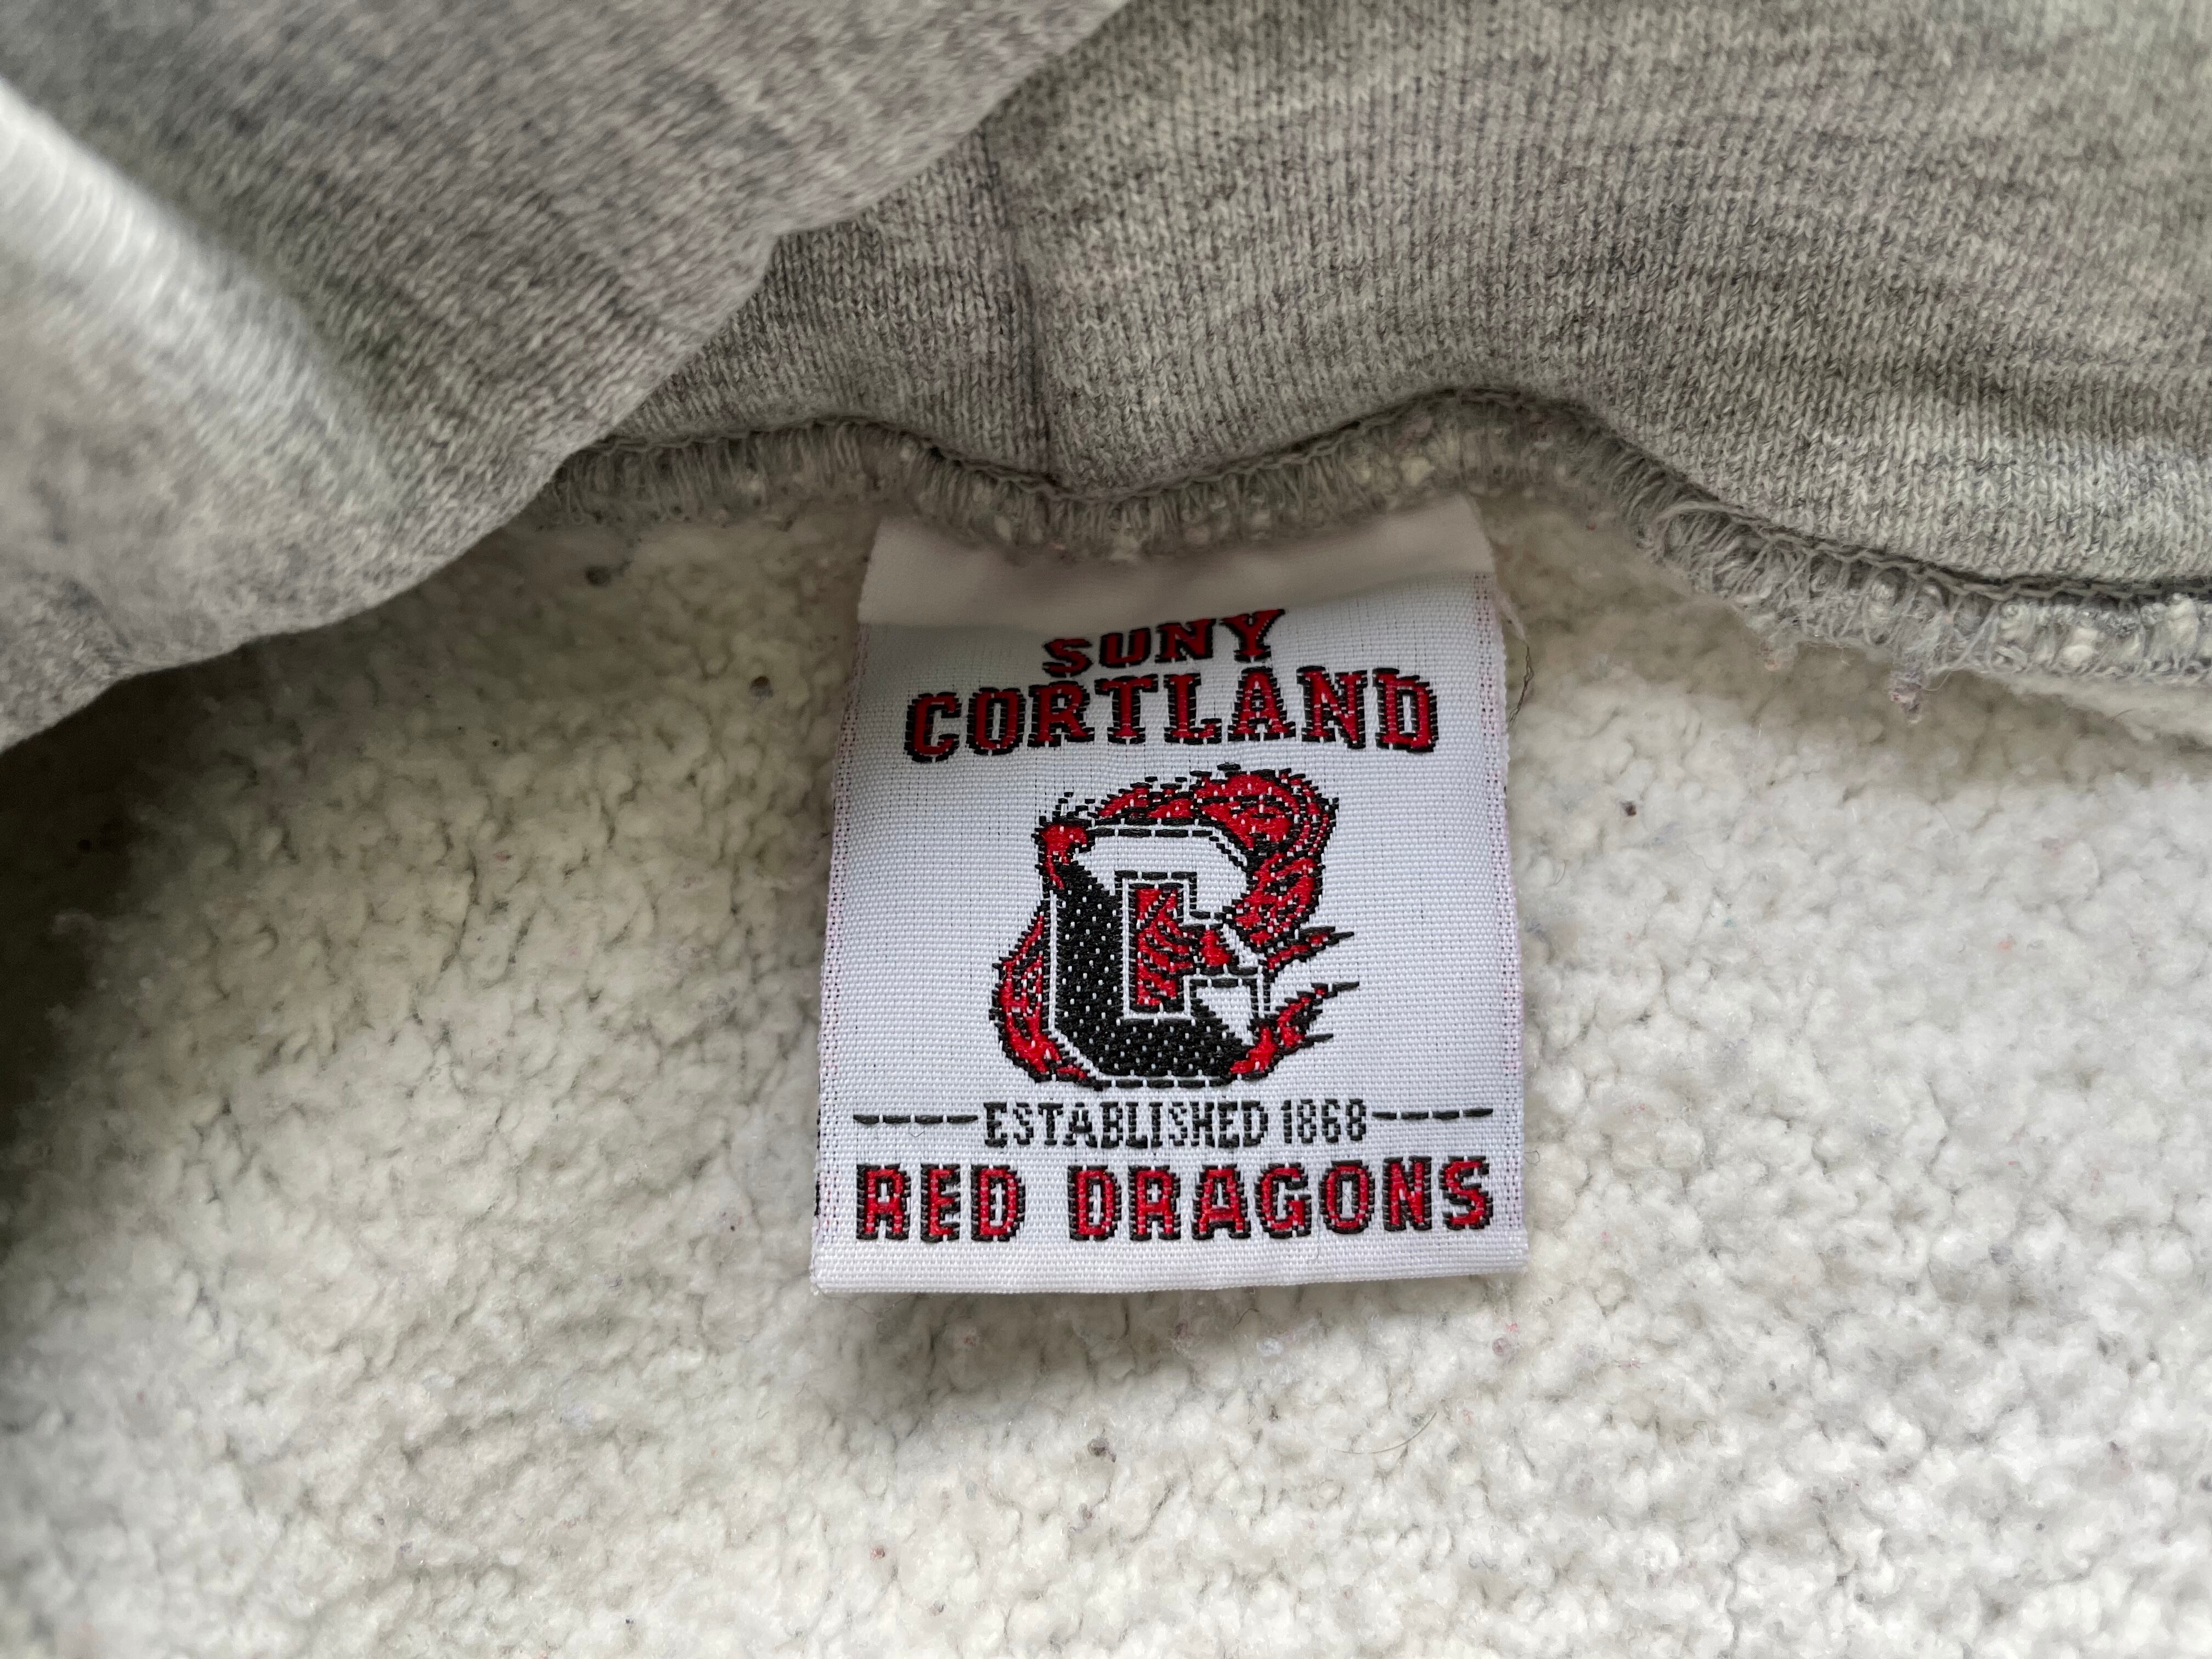 SUNY
CORTLAND
C
ESTABLISHED 1868
RED DRAGONS